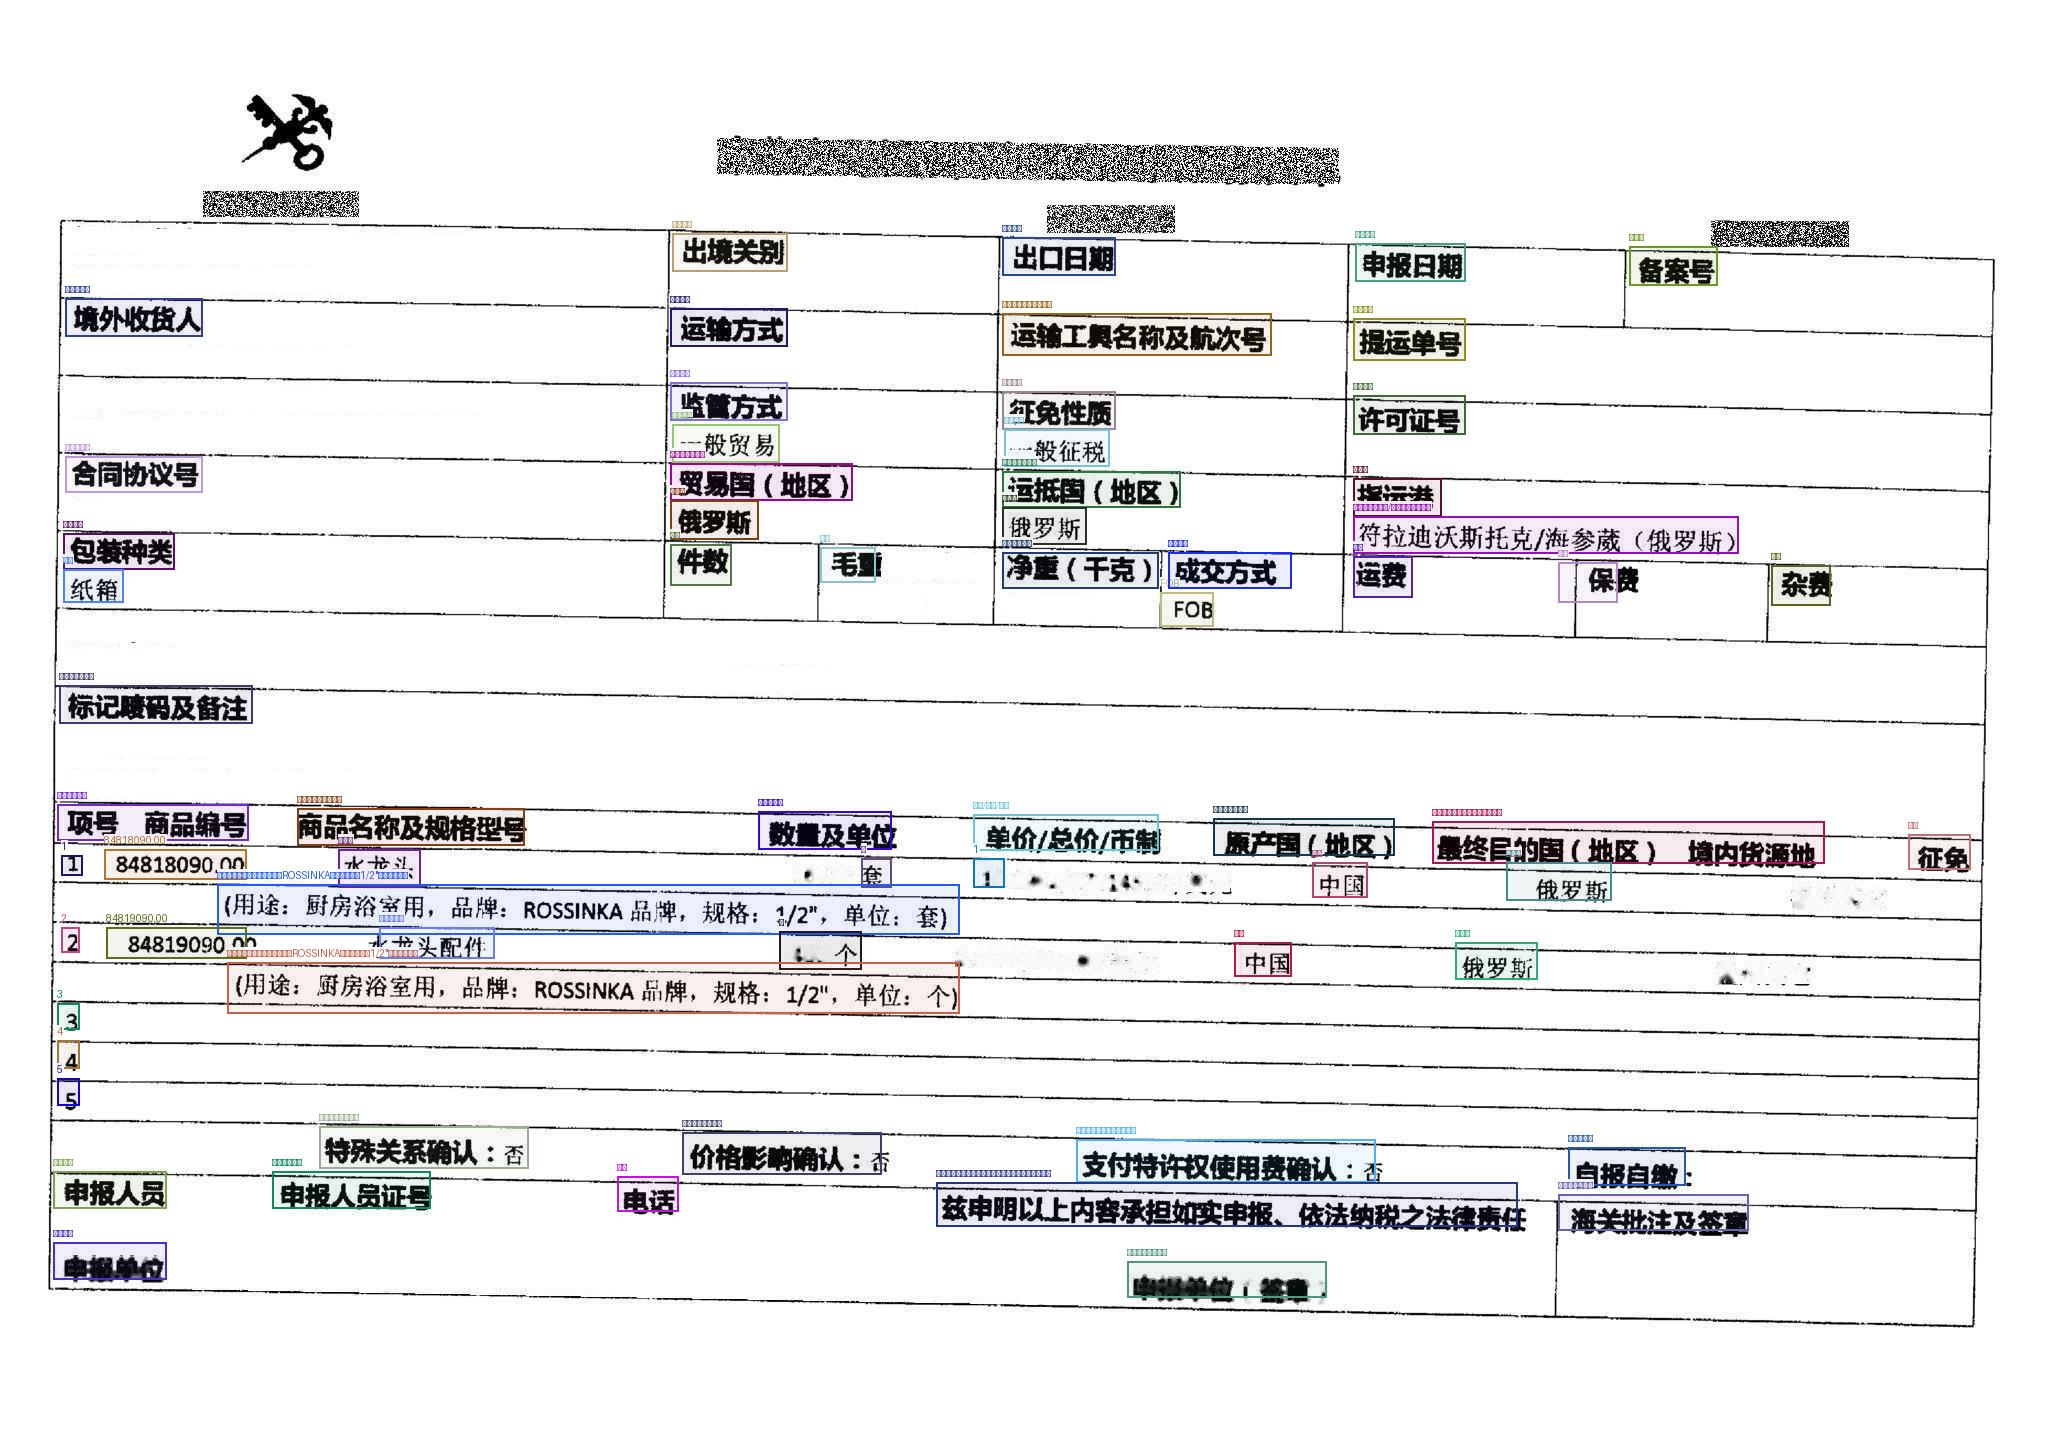 出境关别 出口日期 申报日期 备案号
境外收货人 运输方式 运输工具名称及航次号 提运单号
监管方式 征免性质 许可证号
一般贸易 一般征税
合同协议号 贸易国（地区） 运抵国（地区） 指运港
俄罗斯 俄罗斯 符拉迪沃斯托克/海参崴（俄罗斯）
包装种类 件数 毛重 净重（千克） 成交方式 运费 保费 杂费
纸箱 FOB
标记唛码及备注
项号 商品编号 商品名称及规格型号 数量及单位 单价/总价/币制 原产国（地区） 最终目的国（地区） 境内货源地 征免
1 84818090.00 水龙头 套 中国 俄罗斯
(用途：厨房浴室用，品牌：ROSSINKA 品牌，规格：1/2"，单位：套)
2 84819090.00 水龙头配件 个 中国 俄罗斯
(用途：厨房浴室用，品牌：ROSSINKA 品牌，规格：1/2"，单位：个)
3
4
5
特殊关系确认：否 价格影响确认：否 支付特许权使用费确认：否 自报自缴：
申报人员 申报人员证号 电话 兹申明以上内容承担如实申报、依法纳税之法律责任 海关批注及签章
申报单位 申报单位（签章）